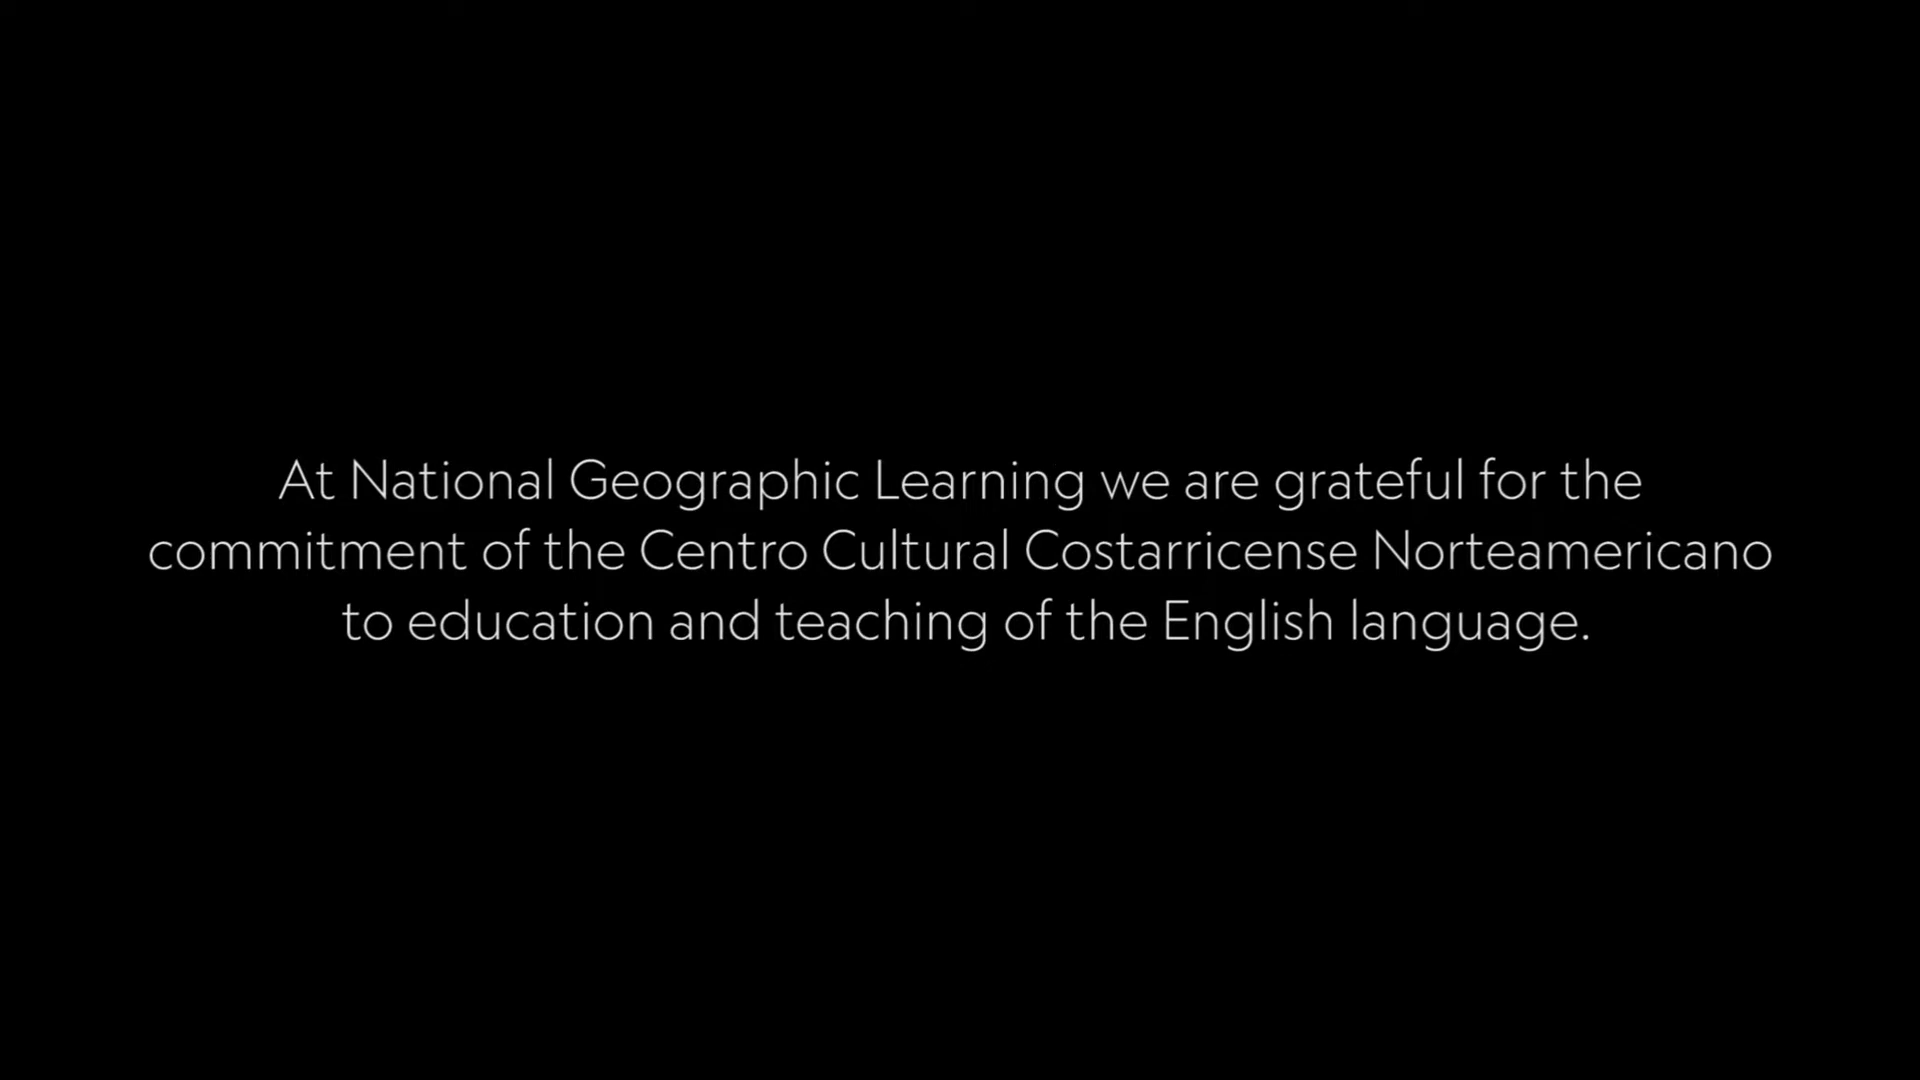 At National Geographic Learning we are grateful for the
commitment of the Centro Cultural Costarricense Norteamericano
to education and teaching of the English language.